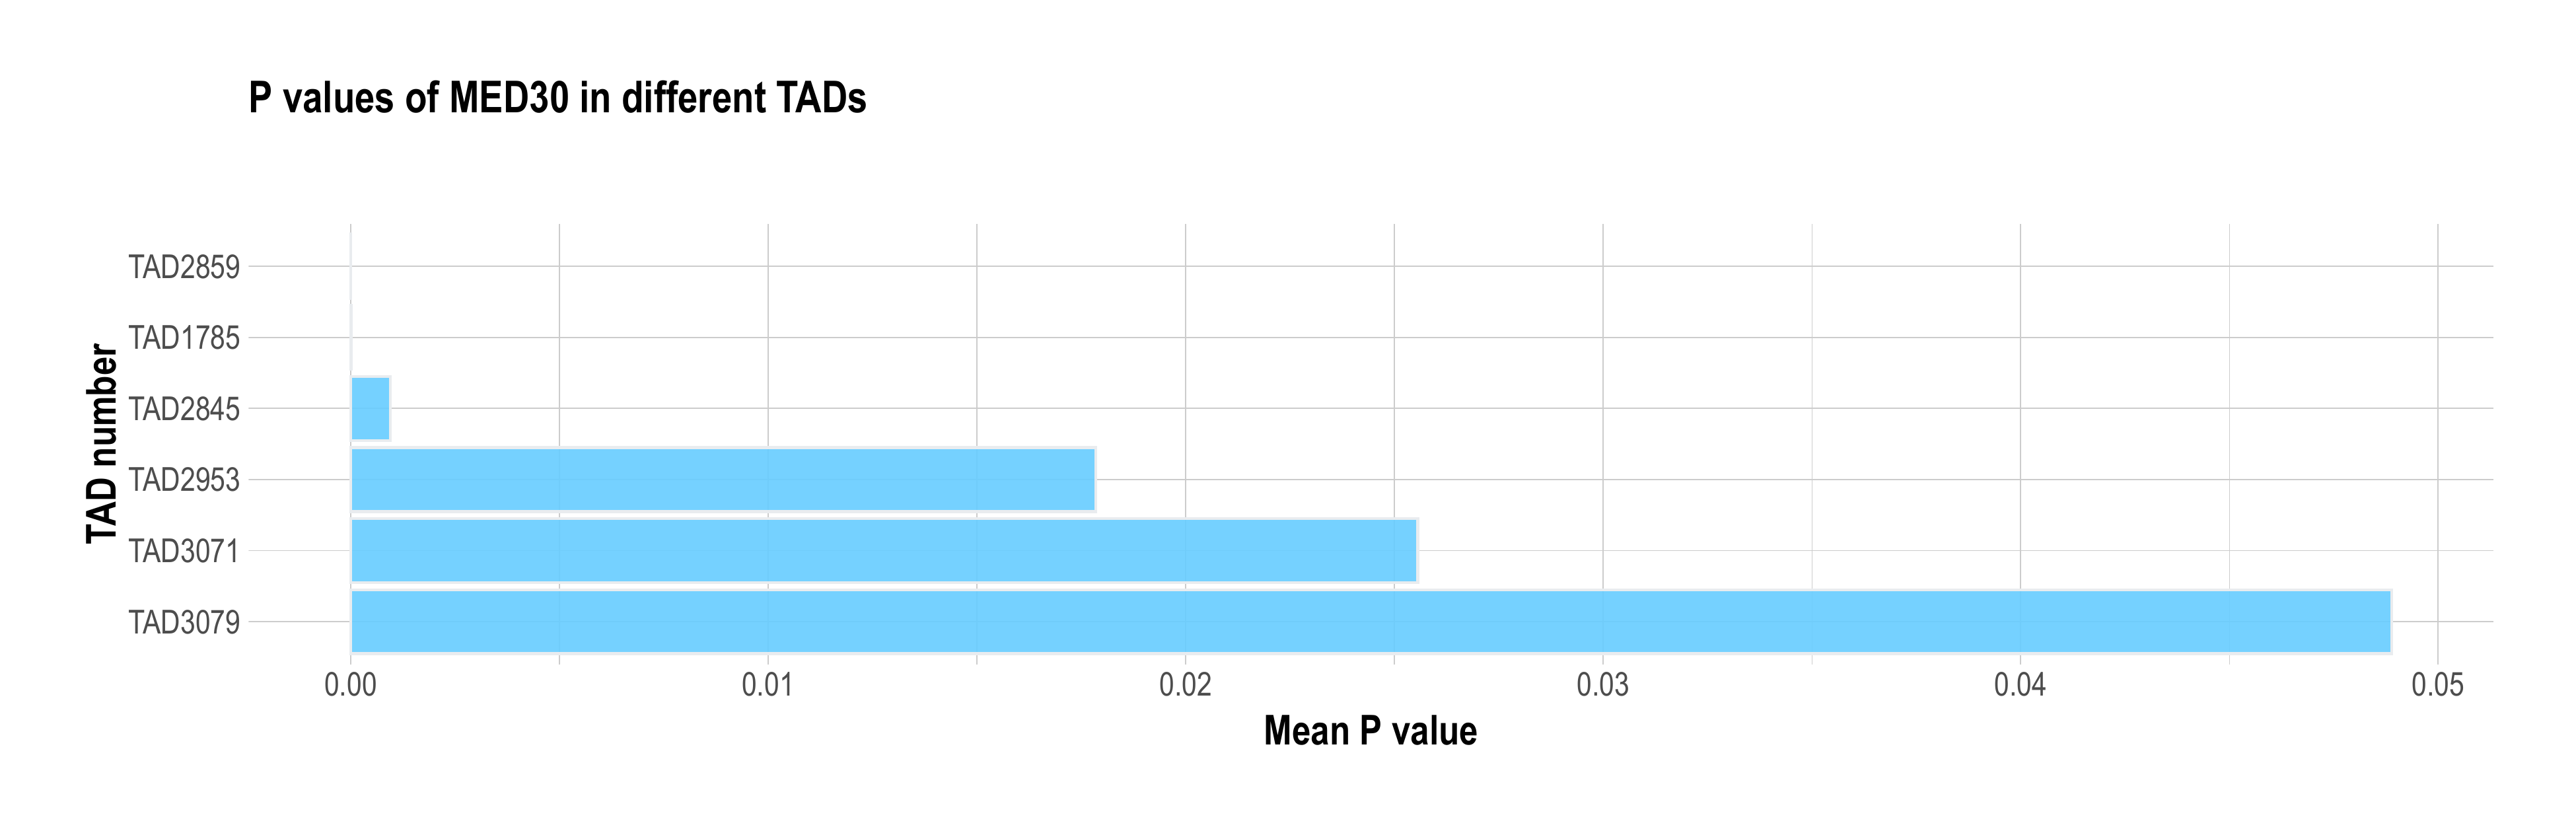 P values of MED30 in different TADs
TAD number
TAD2859
TAD1785
TAD2845
TAD2953
TAD3071
TAD3079
0.00 0.01 0.02 0.03 0.04 0.05
Mean P value